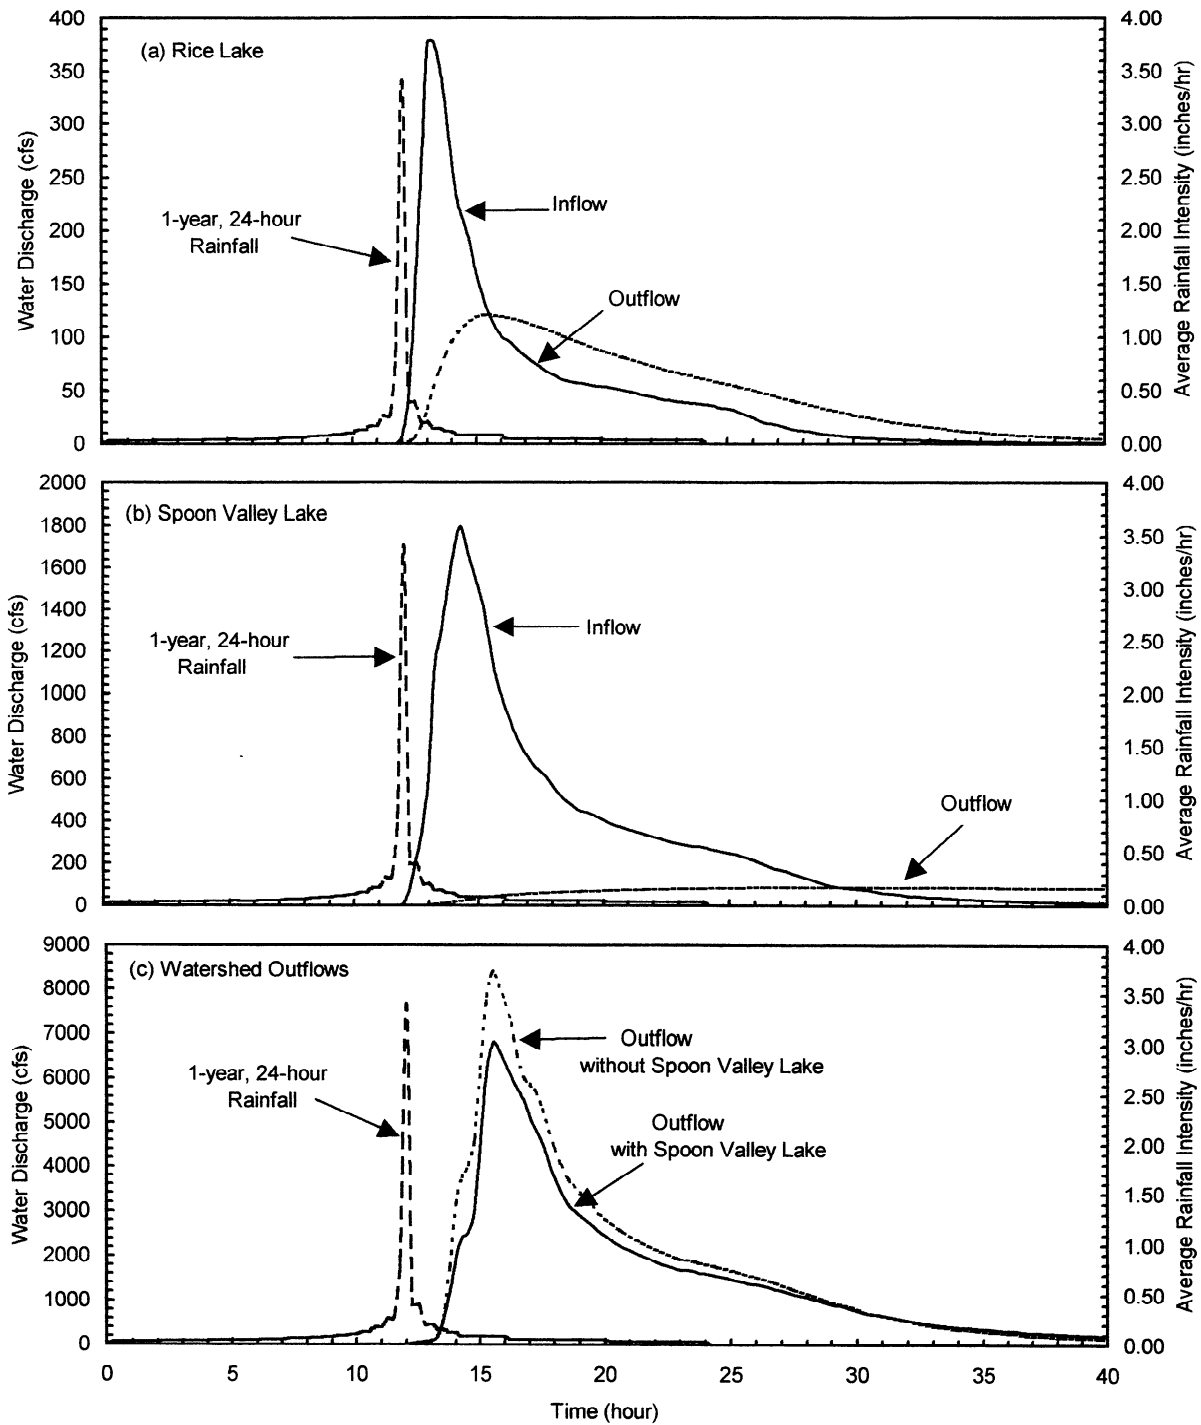 (a) Rice Lake
Water Discharge (cfs)
400
350
300
250
200
150
100
50
0
Average Rainfall Intensity (inches/hr)
4.00
3.50
3.00
2.50
2.00
1.50
1.00
0.50
0.00
1-year, 24-hour
Rainfall
Inflow
Outflow
(b) Spoon Valley Lake
Water Discharge (cfs)
2000
1800
1600
1400
1200
1000
800
600
400
200
0
Average Rainfall Intensity (inches/hr)
4.00
3.50
3.00
2.50
2.00
1.50
1.00
0.50
0.00
1-year, 24-hour
Rainfall
Inflow
Outflow
(c) Watershed Outflows
Water Discharge (cfs)
9000
8000
7000
6000
5000
4000
3000
2000
1000
0
Average Rainfall Intensity (inches/hr)
4.00
3.50
3.00
2.50
2.00
1.50
1.00
0.50
0.00
1-year, 24-hour
Rainfall
Outflow
without Spoon Valley Lake
Outflow
with Spoon Valley Lake
0 5 10 15 20 25 30 35 40
Time (hour)